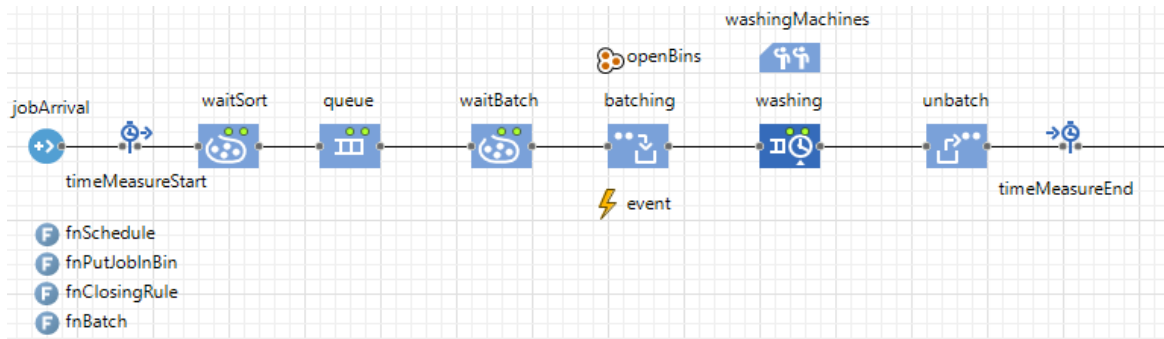 washingMachines
openBins
jobArrival
waitSort
queue
waitBatch
batching
washing
unbatch
timeMeasureStart
event
timeMeasureEnd
F fnSchedule
F fnPutJobInBin
F fnClosingRule
F fnBatch